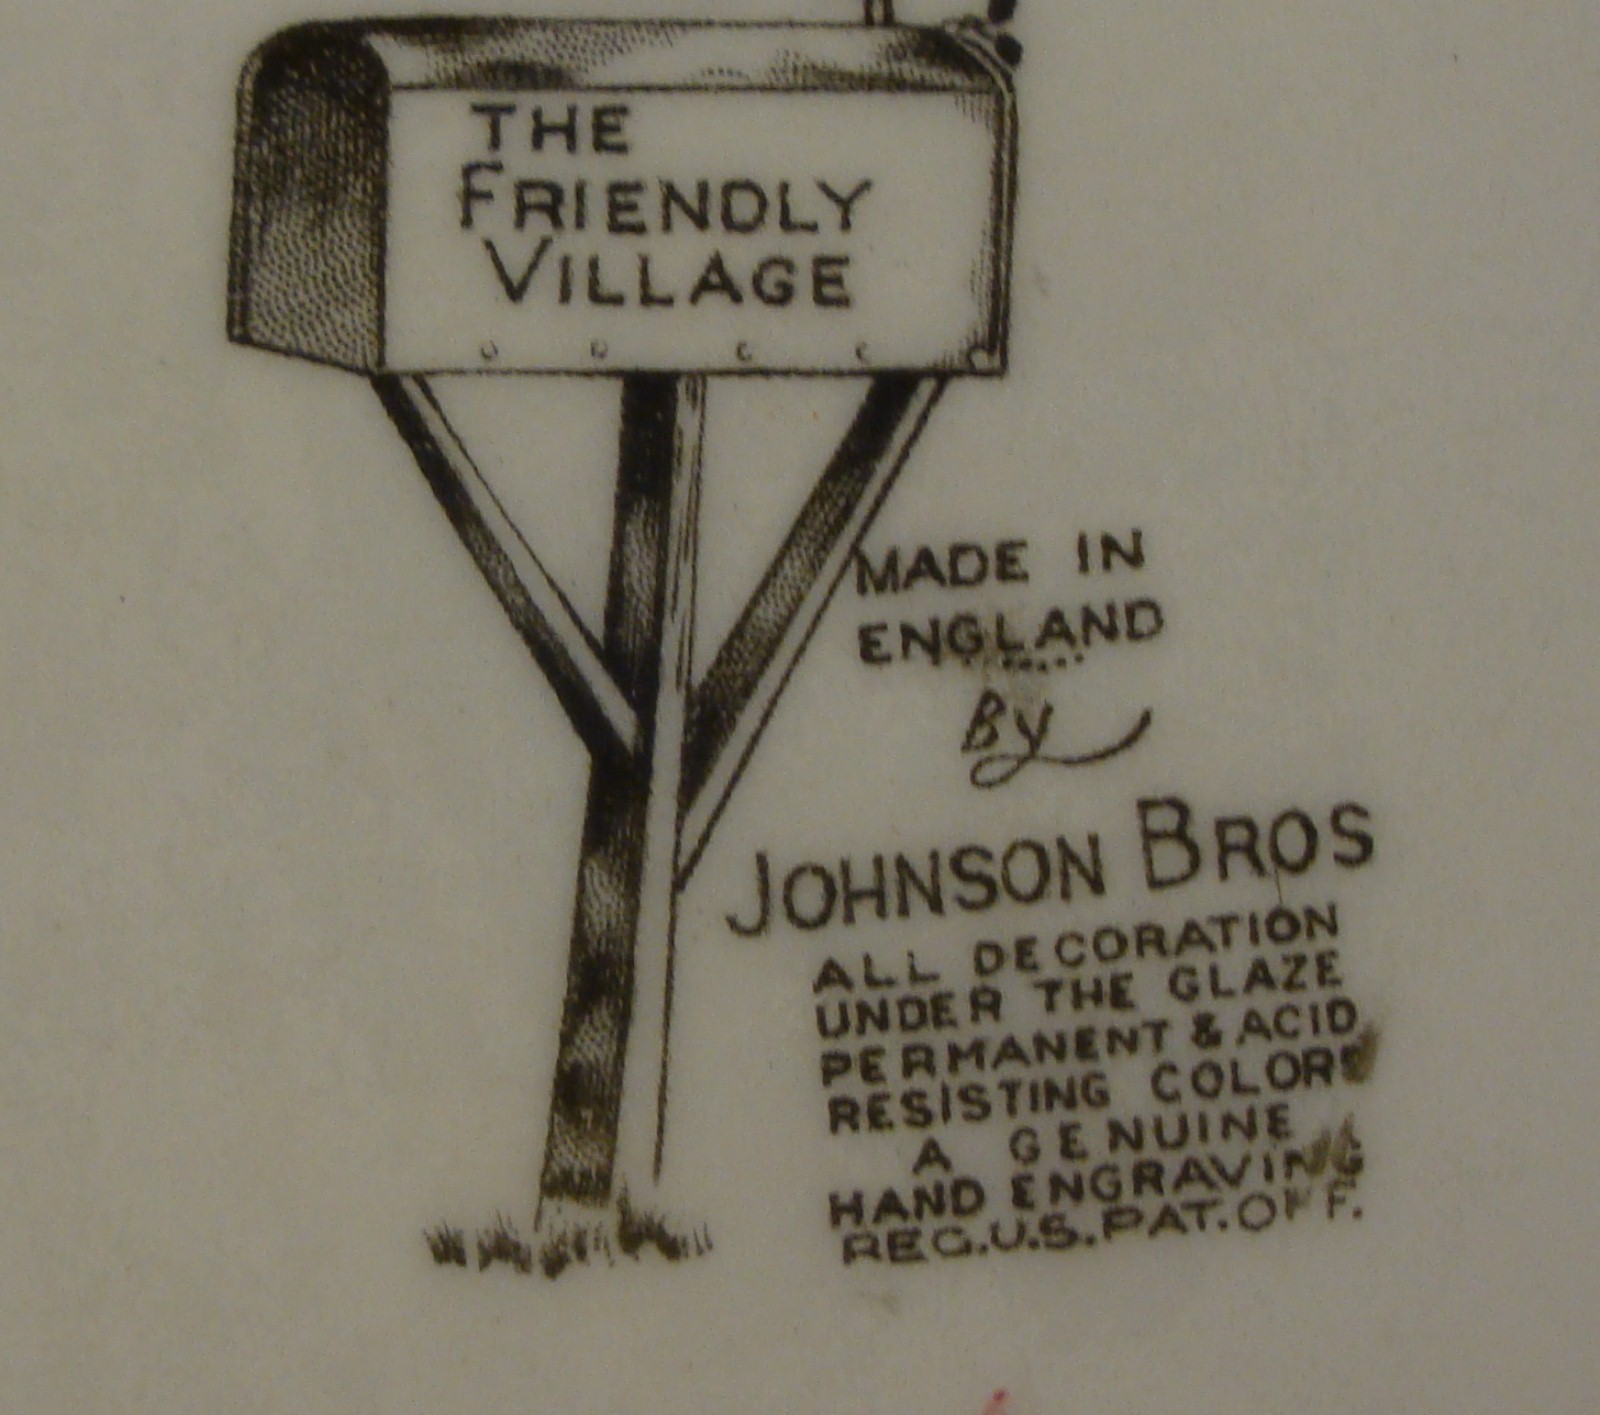 THE
FRIENDLY
VILLAGE
MADE IN
ENGLAND
By
JOHNSON BROS
ALL DECORATION
UNDER THE GLAZE
PERMANENT & ACID
RESISTING COLORS
A GENUINE
HAND ENGRAVING
REG.U.S.PAT.OFF.